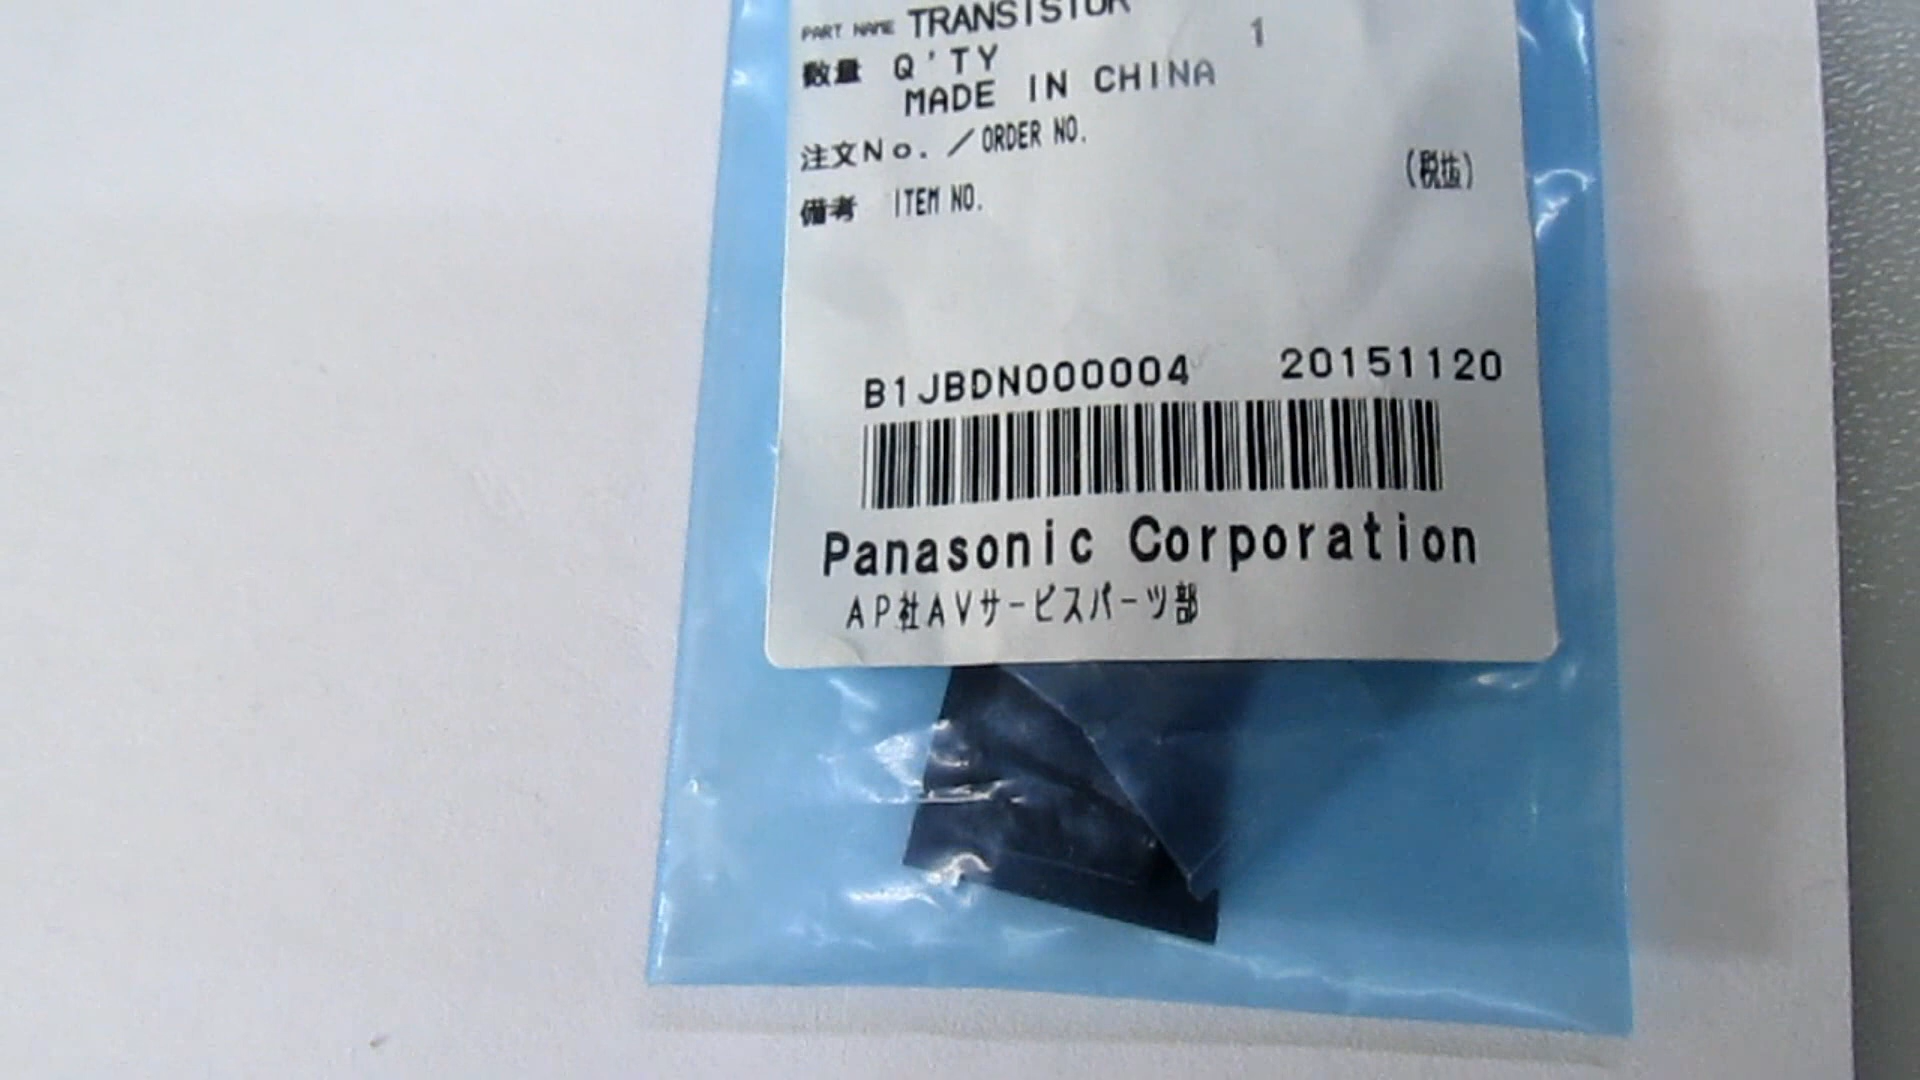 PART NAME TRANSISTOR
数量 Q'TY 1
MADE IN CHINA
注文No./ORDER NO.
(税抜)
備考 ITEM NO.
B1JBDN000004 20151120
Panasonic Corporation
AP社AVサービスパーツ部